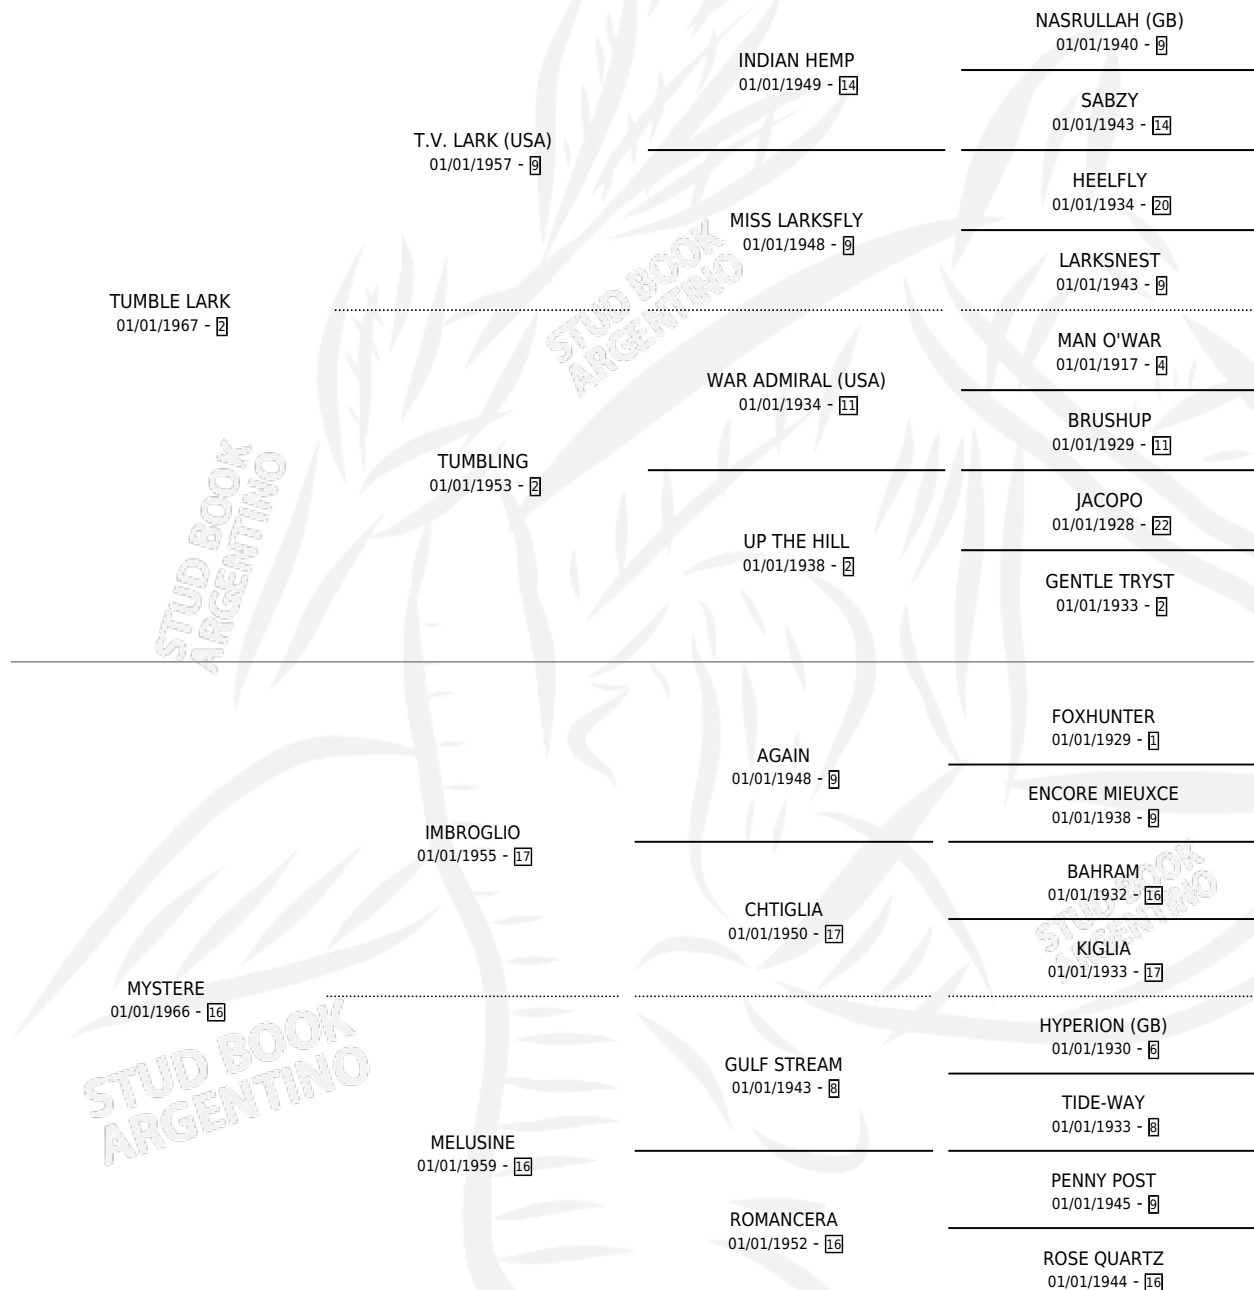 NASRULLAH (GB)
01/01/1940 - 9
INDIAN HEMP
01/01/1949 - 14
SABZY
01/01/1943 - 14
T.V. LARK (USA)
01/01/1957 - 9
HEELFLY
01/01/1934 - 20
MISS LARKSFLY
01/01/1948 - 9
LARKSNEST
01/01/1943 - 9
TUMBLE LARK
01/01/1967 - 2
MAN O'WAR
01/01/1917 - 4
WAR ADMIRAL (USA)
01/01/1934 - 11
BRUSHUP
01/01/1929 - 11
TUMBLING
01/01/1953 - 2
JACOPO
01/01/1928 - 22
UP THE HILL
01/01/1938 - 2
GENTLE TRYST
01/01/1933 - 2
FOXHUNTER
01/01/1929 - 1
AGAIN
01/01/1948 - 9
ENCORE MIEUXCE
01/01/1938 - 9
IMBROGLIO
01/01/1955 - 17
BAHRAM
01/01/1932 - 16
CHTIGLIA
01/01/1950 - 17
KIGLIA
01/01/1933 - 17
MYSTERE
01/01/1966 - 16
HYPERION (GB)
01/01/1930 - 6
GULF STREAM
01/01/1943 - 8
TIDE-WAY
01/01/1933 - 8
MELUSINE
01/01/1959 - 16
PENNY POST
01/01/1945 - 9
ROMANCERA
01/01/1952 - 16
ROSE QUARTZ
01/01/1944 - 16
STUD BOOK
ARGENTINO
STUD BOOK
ARGENTINO
STUD BOOK
ARGENTINO
STUD BOOK
ARGENTINO